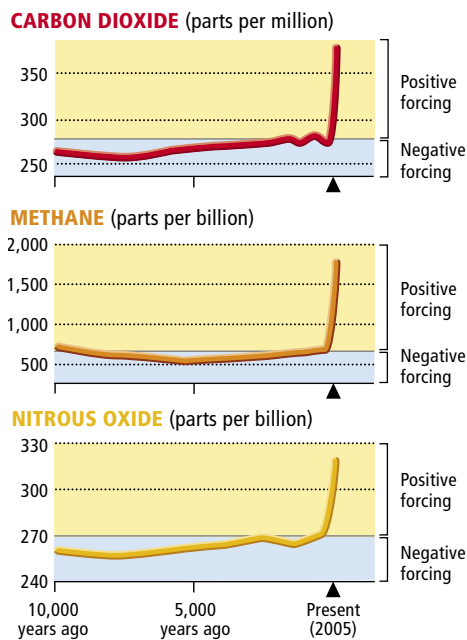 CARBON DIOXIDE (parts per million)
350
300
250
Positive
forcing
Negative
forcing
METHANE (parts per billion)
2,000
1,500
1,000
500
Positive
forcing
Negative
forcing
NITROUS OXIDE (parts per billion)
330
300
270
240
Positive
forcing
Negative
forcing
10,000
years ago
5,000
years ago
Present
(2005)